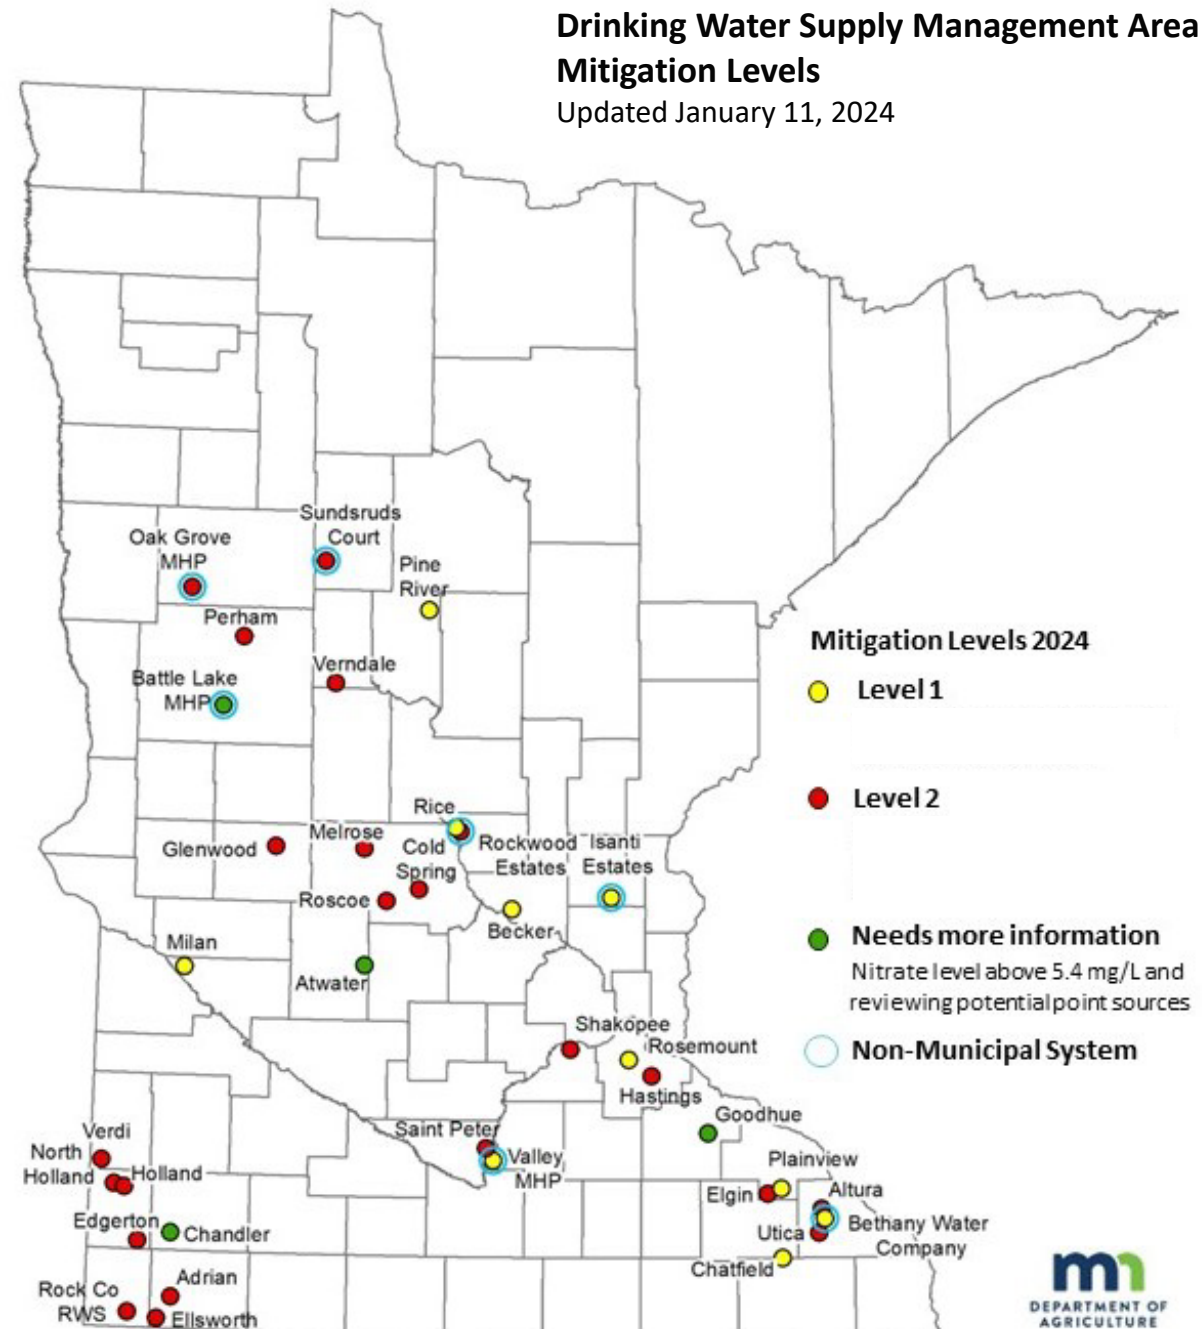 Drinking Water Supply Management Area
Mitigation Levels
Updated January 11, 2024
Sundsruds
Court
Oak Grove
MHP
Pine
River
Perham
Verndale
Battle Lake
MHP
Mitigation Levels 2024
Level 1
Level 2
Needs more information
Nitrate level above 5.4 mg/L and
reviewing potential point sources
Non-Municipal System
Rice
Melrose
Glenwood
Cold
Spring
Rockwood
Estates
Isanti
Estates
Roscoe
Becker
Milan
Atwater
Shakopee
Rosemount
Hastings
Goodhue
Saint Peter
Valley
MHP
Verdi
North
Holland
Holland
Plainview
Elgin
Altura
Edgerton
Chandler
Utica
Bethany Water
Company
Chatfield
Adrian
Rock Co
RWS
Ellsworth
mn
DEPARTMENT OF
AGRICULTURE